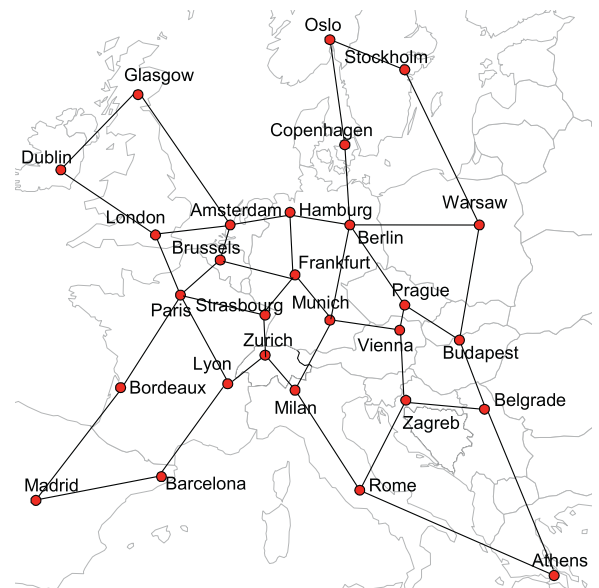 Oslo
Stockholm
Glasgow
Copenhagen
Dublin
London
Amsterdam
Hamburg
Warsaw
Berlin
Brussels
Frankfurt
Prague
Paris
Strasbourg
Munich
Vienna
Budapest
Zurich
Lyon
Bordeaux
Milan
Belgrade
Zagreb
Madrid
Barcelona
Rome
Athens